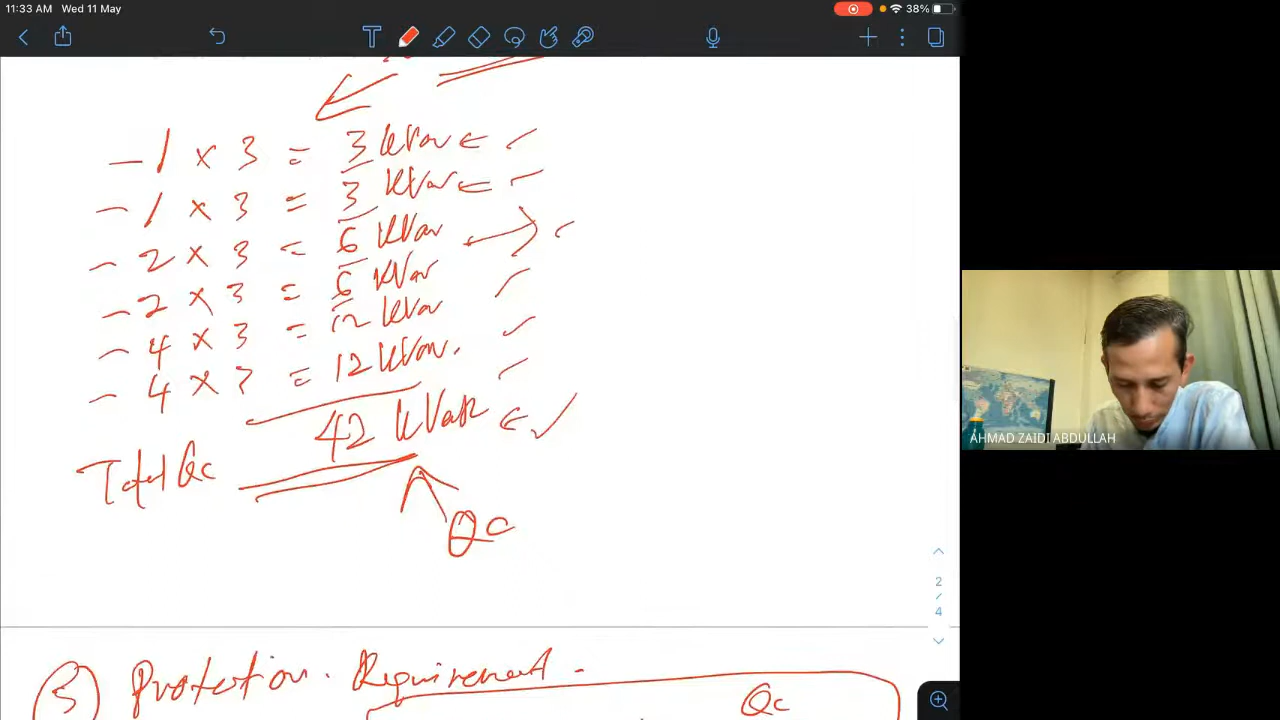 11:33 AM Wed 11 May
38%
T
- 1 x 3 = 3 kVar
- 1 x 3 = 3 kVar
- 2 x 3 = 6 kVar
- 2 x 3 = 6 kVar
- 4 x 3 = 12 kVar
- 4 x 3 = 12 kVar.
42 kVar
Total Qc
Qc
AHMAD ZAIDI ABDULLAH
2
/
4
5 Protection. Requirement.
Qc